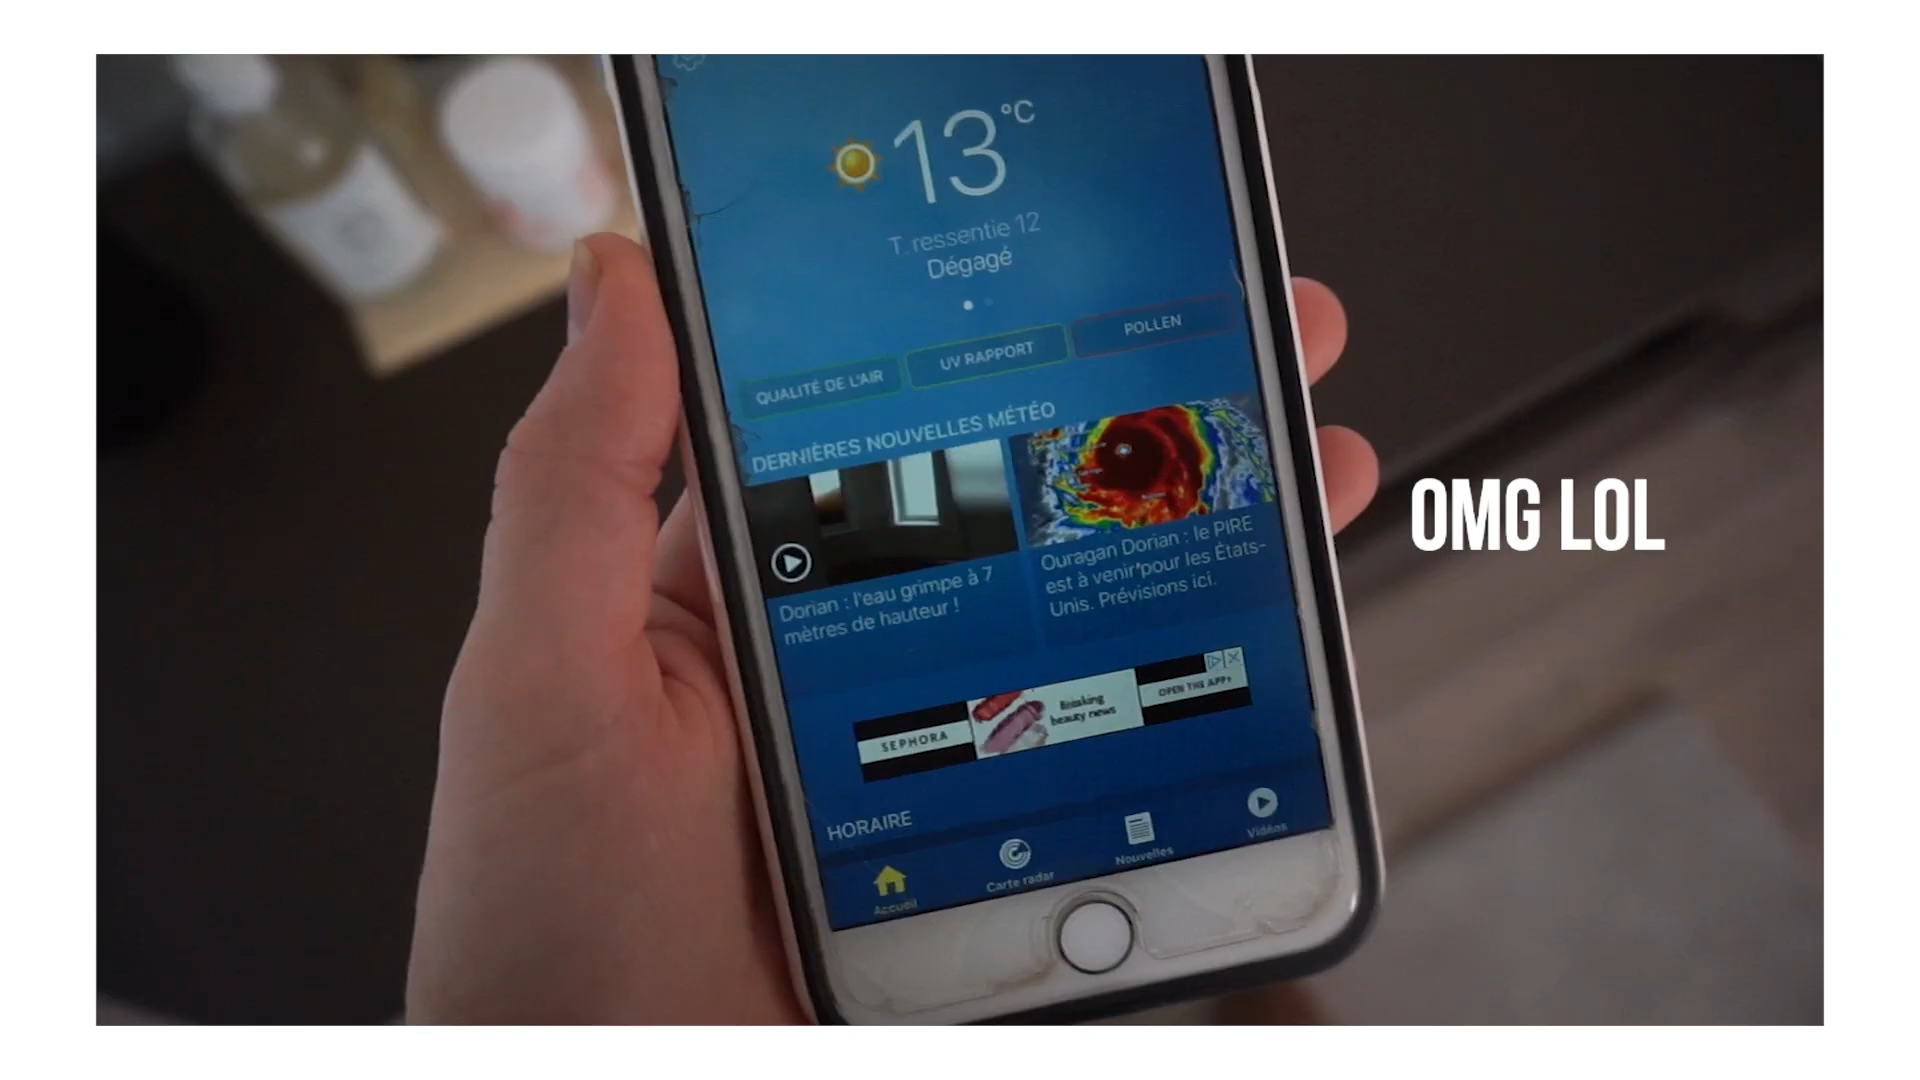 13°C
T. ressentie 12
Dégagé
QUALITÉ DE L'AIR
UV RAPPORT
POLLEN
DERNIÈRES NOUVELLES MÉTÉO
Dorian : l'eau grimpe à 7
mètres de hauteur !
Ouragan Dorian : le PIRE
est à venir pour les États-
Unis. Prévisions ici.
SEPHORA
Breaking
beauty news
OPEN THE APP
HORAIRE
Accueil
Carte radar
Nouvelles
Vidéos
OMG LOL